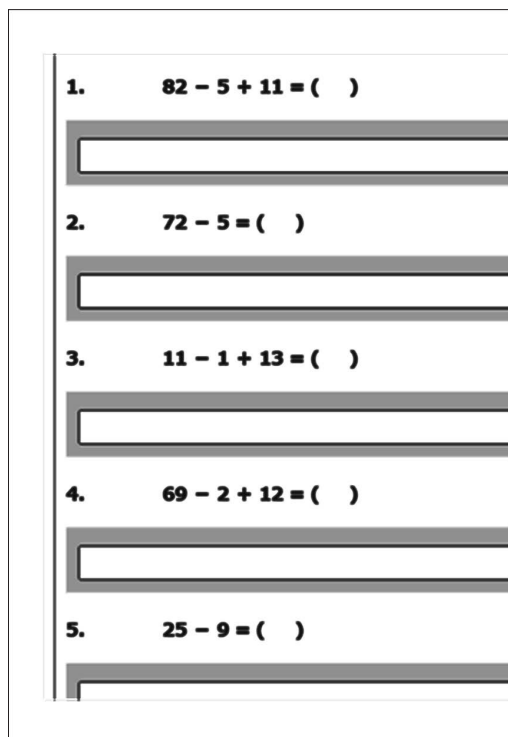 1. 82 − 5 + 11 = ( )
2. 72 − 5 = ( )
3. 11 − 1 + 13 = ( )
4. 69 − 2 + 12 = ( )
5. 25 − 9 = ( )